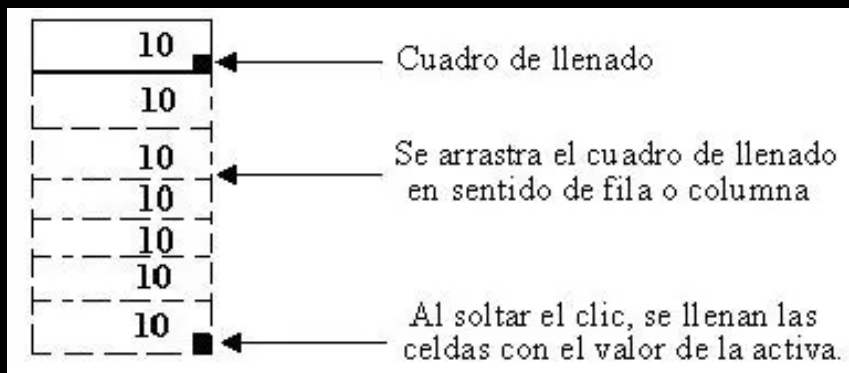 10
Cuadro de llenado
10
10
Se arrastra el cuadro de llenado
en sentido de fila o columna
10
10
10
10
Al soltar el clic, se llenan las
celdas con el valor de la activa.